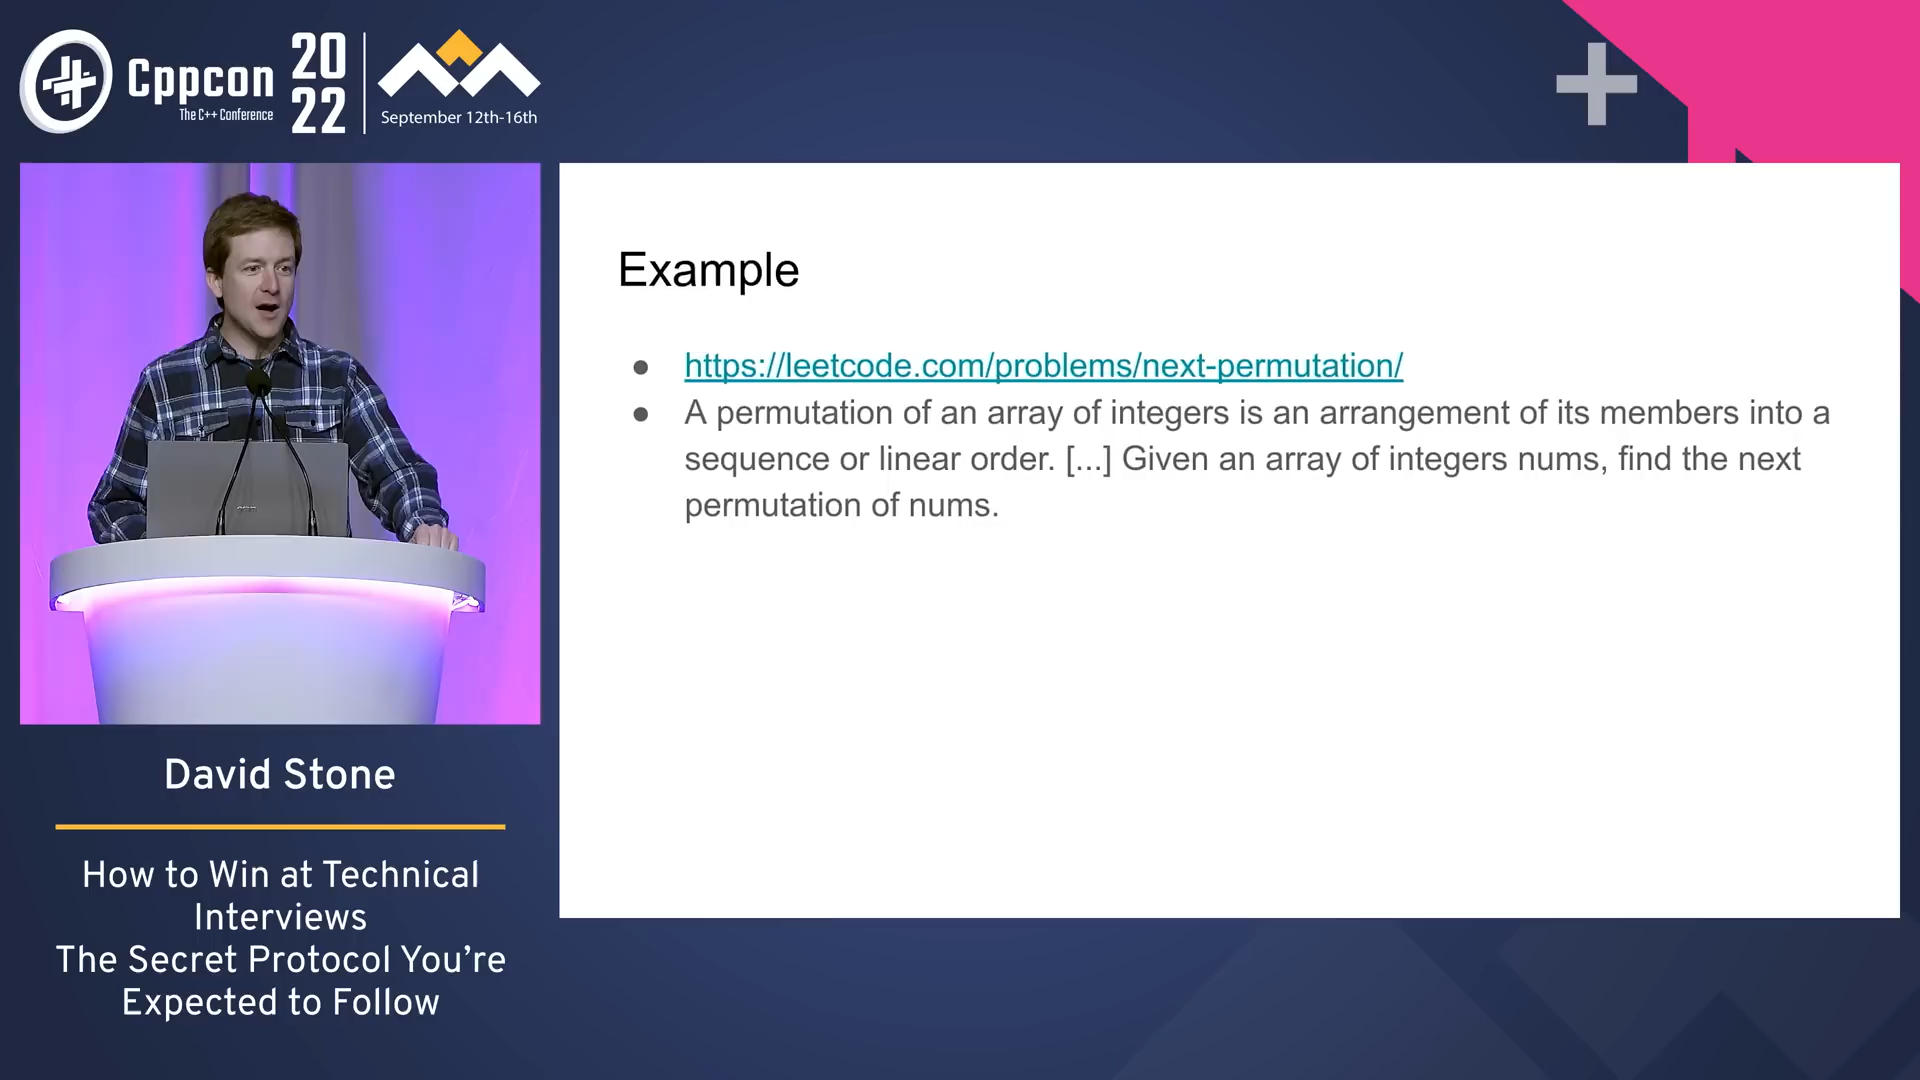 Cppcon
The C++ Conference
20
22
September 12th-16th
Example
https://leetcode.com/problems/next-permutation/
A permutation of an array of integers is an arrangement of its members into a
sequence or linear order. [...] Given an array of integers nums, find the next
permutation of nums.
David Stone
How to Win at Technical
Interviews
The Secret Protocol You’re
Expected to Follow